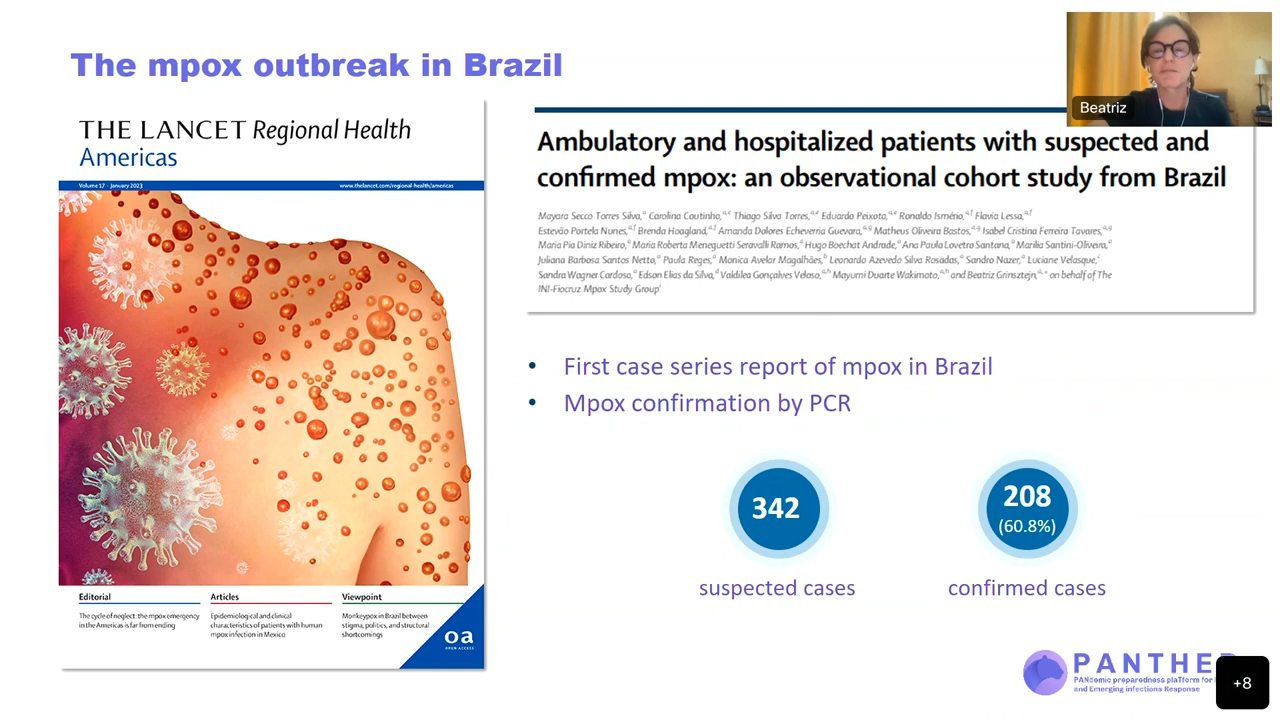 The mpox outbreak in Brazil
Beatriz
THE LANCET Regional Health
Americas
Volume 17 · January 2023
www.thelancet.com/regional-health/americas
Editorial
The cycle of neglect, the mpox emergency
in the Americas is far from ending
Articles
Epidemiological and clinical
characteristics of patients with human
mpox infection in Mexico
Viewpoint
Monkeypox in Brazil between
stigma, politics, and structural
shortcomings
oa
OPEN ACCESS
Ambulatory and hospitalized patients with suspected and
confirmed mpox: an observational cohort study from Brazil
Mayara Secco Torres Silva,a Carolina Coutinho,a,e Thiago Silva Torres,a,e Eduardo Peixoto,a,e Ronaldo Ismério,a,f Flavia Lessa,a,f
Estevão Portela Nunes,a,f Brenda Hoagland,a,f Amanda Dolores Echeverria Guevara,a,g Matheus Oliveira Bastos,a,g Isabel Cristina Ferreira Tavares,a,g
Maria Pia Diniz Ribeiro,a Maria Roberta Meneguetti Seravalli Ramos,a Hugo Boechat Andrade,a Ana Paula Lovetro Santana,a Marília Santini-Oliveira,a
Juliana Barbosa Santos Netto,a Paula Reges,a Monica Avelar Magalhães,b Leonardo Azevedo Silva Rosadas,a Sandro Nazer,a Luciane Velasque,c
Sandra Wagner Cardoso,a Edson Elias da Silva,d Valdilea Gonçalves Veloso,a,h Mayumi Duarte Wakimoto,a,h and Beatriz Grinsztejn,a,* on behalf of The
INI-Fiocruz Mpox Study Groupi
• First case series report of mpox in Brazil
• Mpox confirmation by PCR
342
suspected cases
208
(60.8%)
confirmed cases
PANTHE
PANdemic preparedness plaTform for
and Emerging infections Response
+8